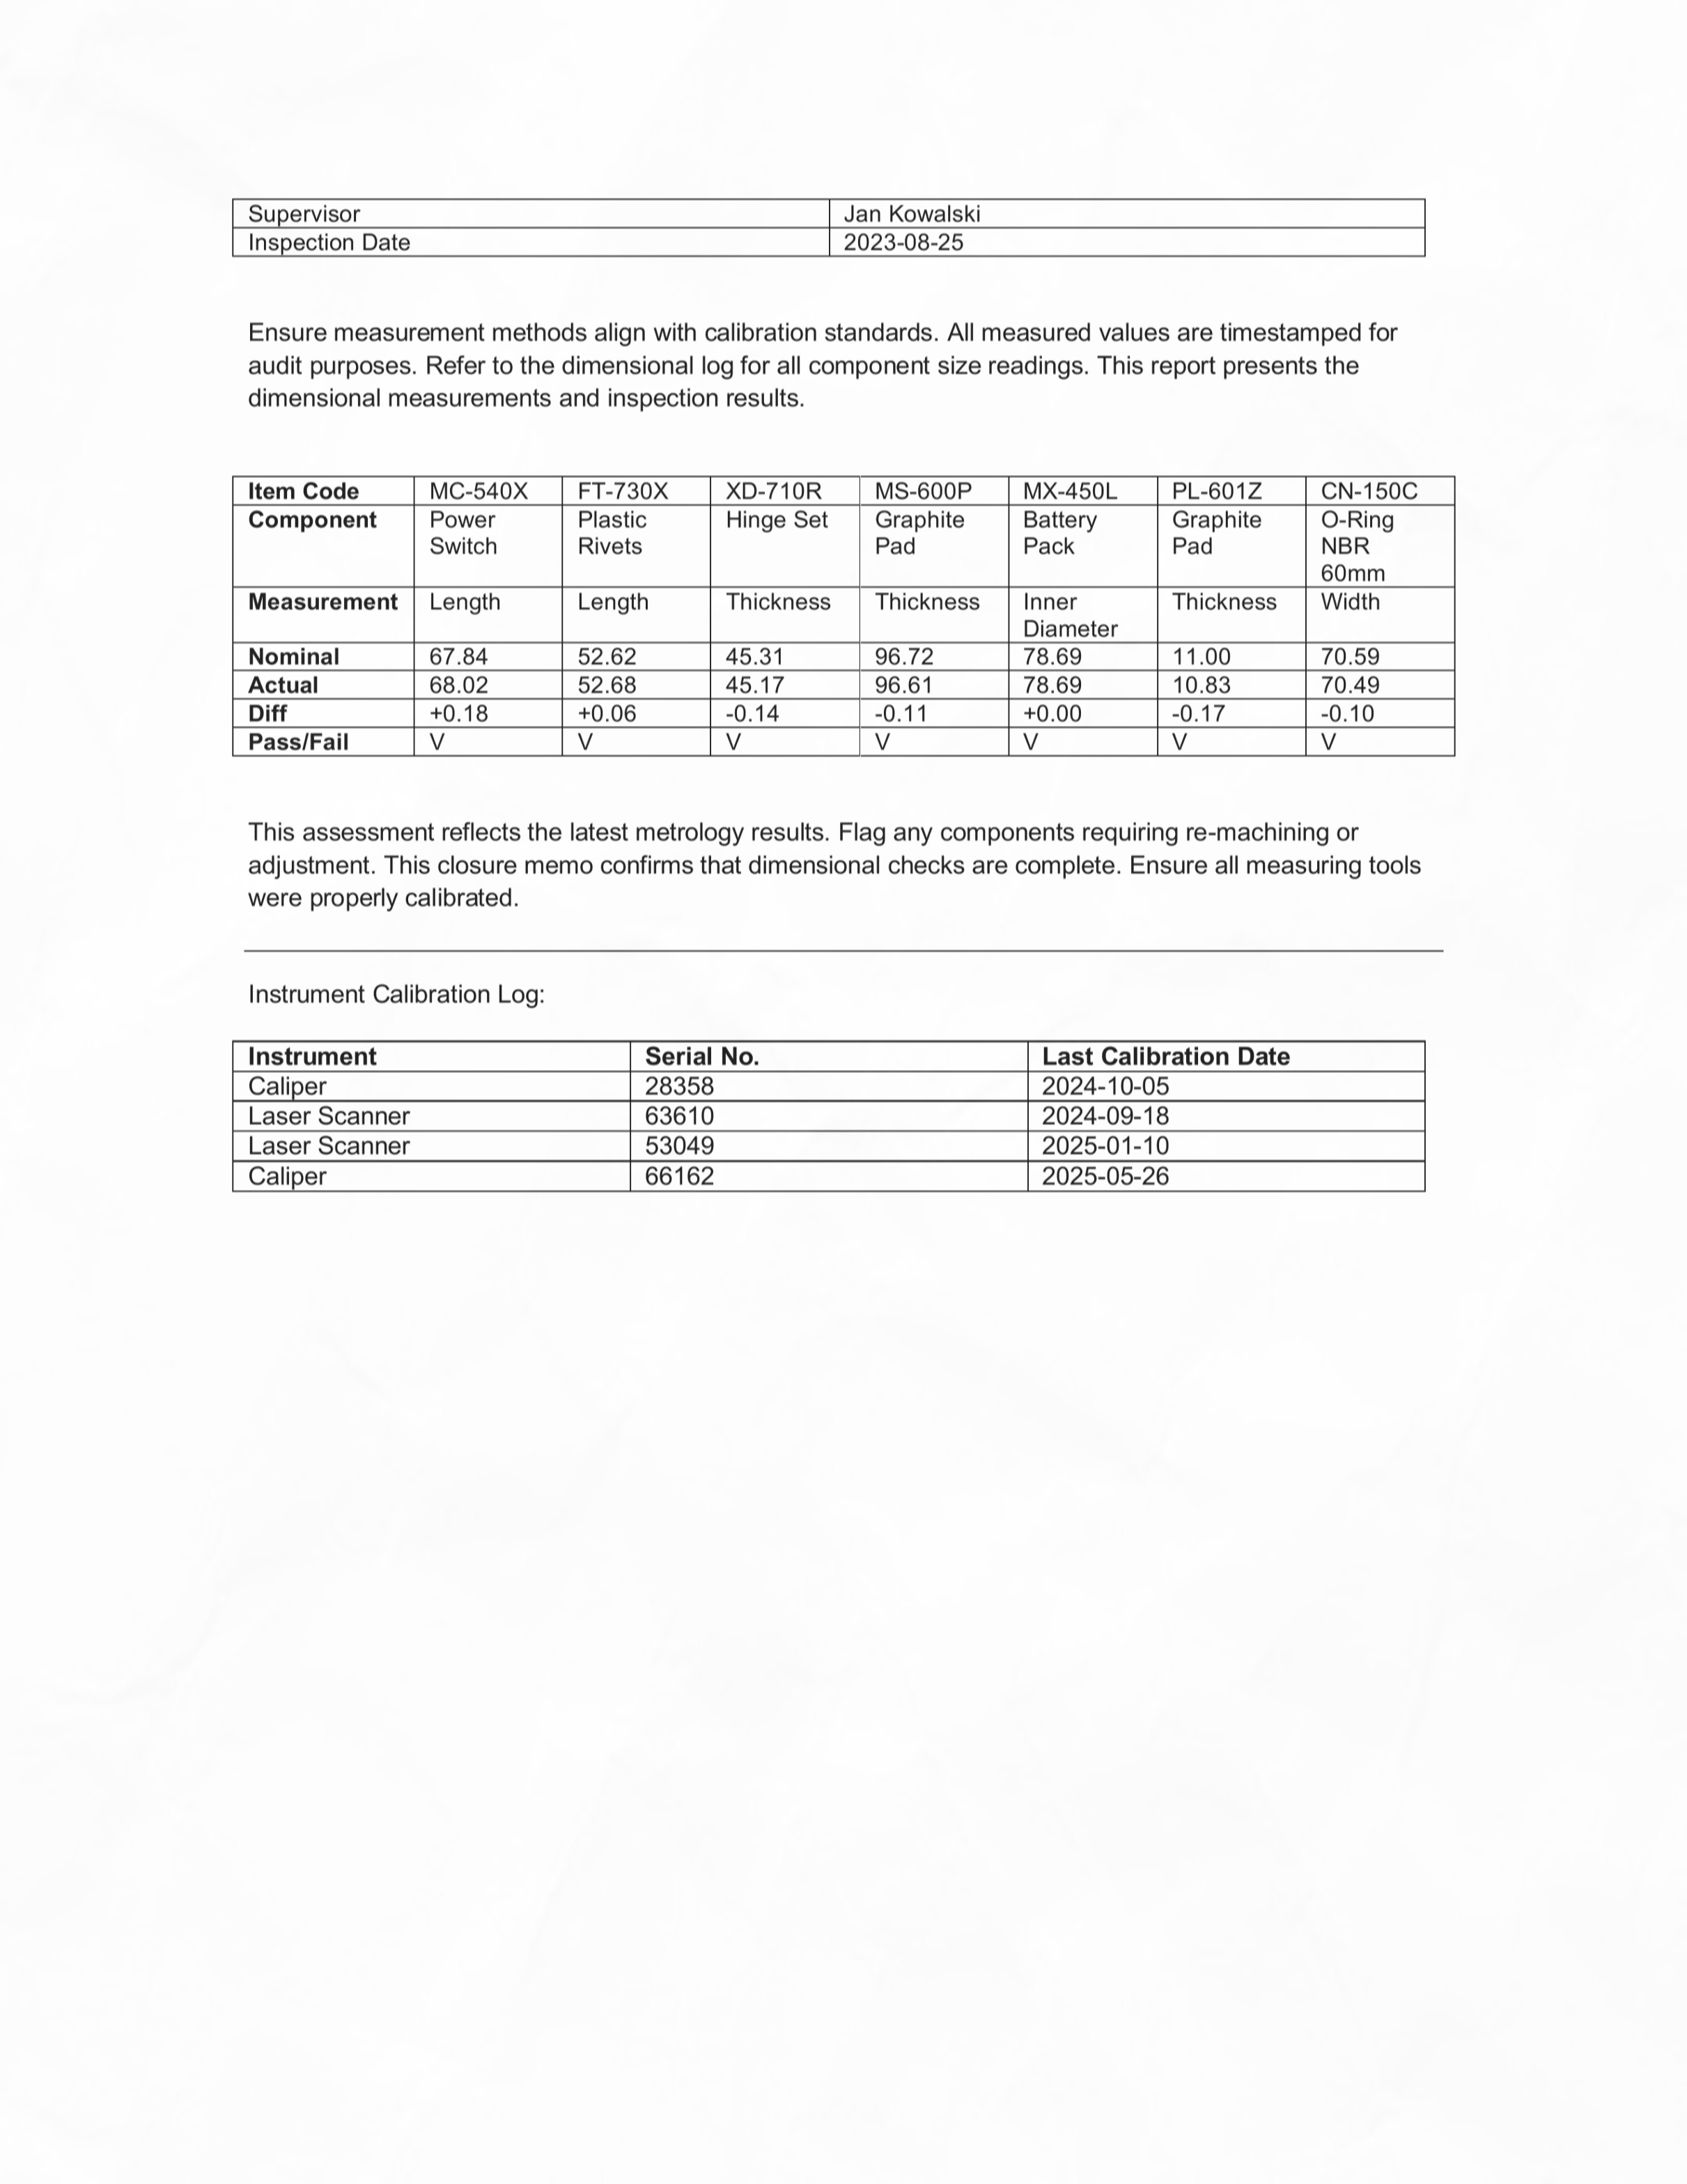 Supervisor Jan Kowalski
Inspection Date 2023-08-25
Ensure measurement methods align with calibration standards. All measured values are timestamped for
audit purposes. Refer to the dimensional log for all component size readings. This report presents the
dimensional measurements and inspection results.
Item Code MC-540X FT-730X XD-710R MS-600P MX-450L PL-601Z CN-150C
Component Power Plastic Hinge Set Graphite Battery Graphite O-Ring
Switch Rivets Pad Pack Pad NBR
60mm
Measurement Length Length Thickness Thickness Inner Thickness Width
Diameter
Nominal 67.84 52.62 45.31 96.72 78.69 11.00 70.59
Actual 68.02 52.68 45.17 96.61 78.69 10.83 70.49
Diff +0.18 +0.06 -0.14 -0.11 +0.00 -0.17 -0.10
Pass/Fail V V V V V V V
This assessment reflects the latest metrology results. Flag any components requiring re-machining or
adjustment. This closure memo confirms that dimensional checks are complete. Ensure all measuring tools
were properly calibrated.
Instrument Calibration Log:
Instrument Serial No. Last Calibration Date
Caliper 28358 2024-10-05
Laser Scanner 63610 2024-09-18
Laser Scanner 53049 2025-01-10
Caliper 66162 2025-05-26